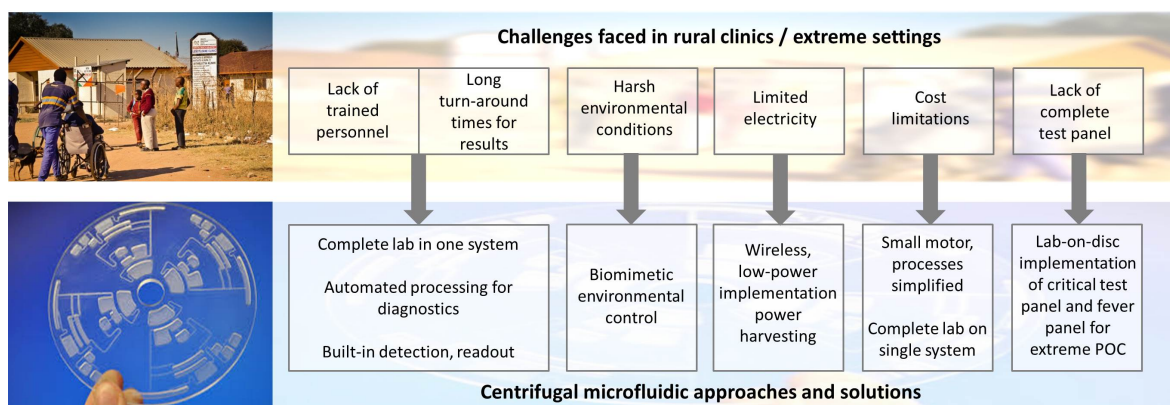 Challenges faced in rural clinics / extreme settings
Lack of
trained
personnel
Long
turn-around
times for
results
Harsh
environmental
conditions
Limited
electricity
Cost
limitations
Lack of
complete
test panel
Complete lab in one system
Automated processing for
diagnostics
Built-in detection, readout
Biomimetic
environmental
control
Wireless,
low-power
implementation
power
harvesting
Small motor,
processes
simplified
Complete lab on
single system
Lab-on-disc
implementation
of critical test
panel and fever
panel for
extreme POC
Centrifugal microfluidic approaches and solutions